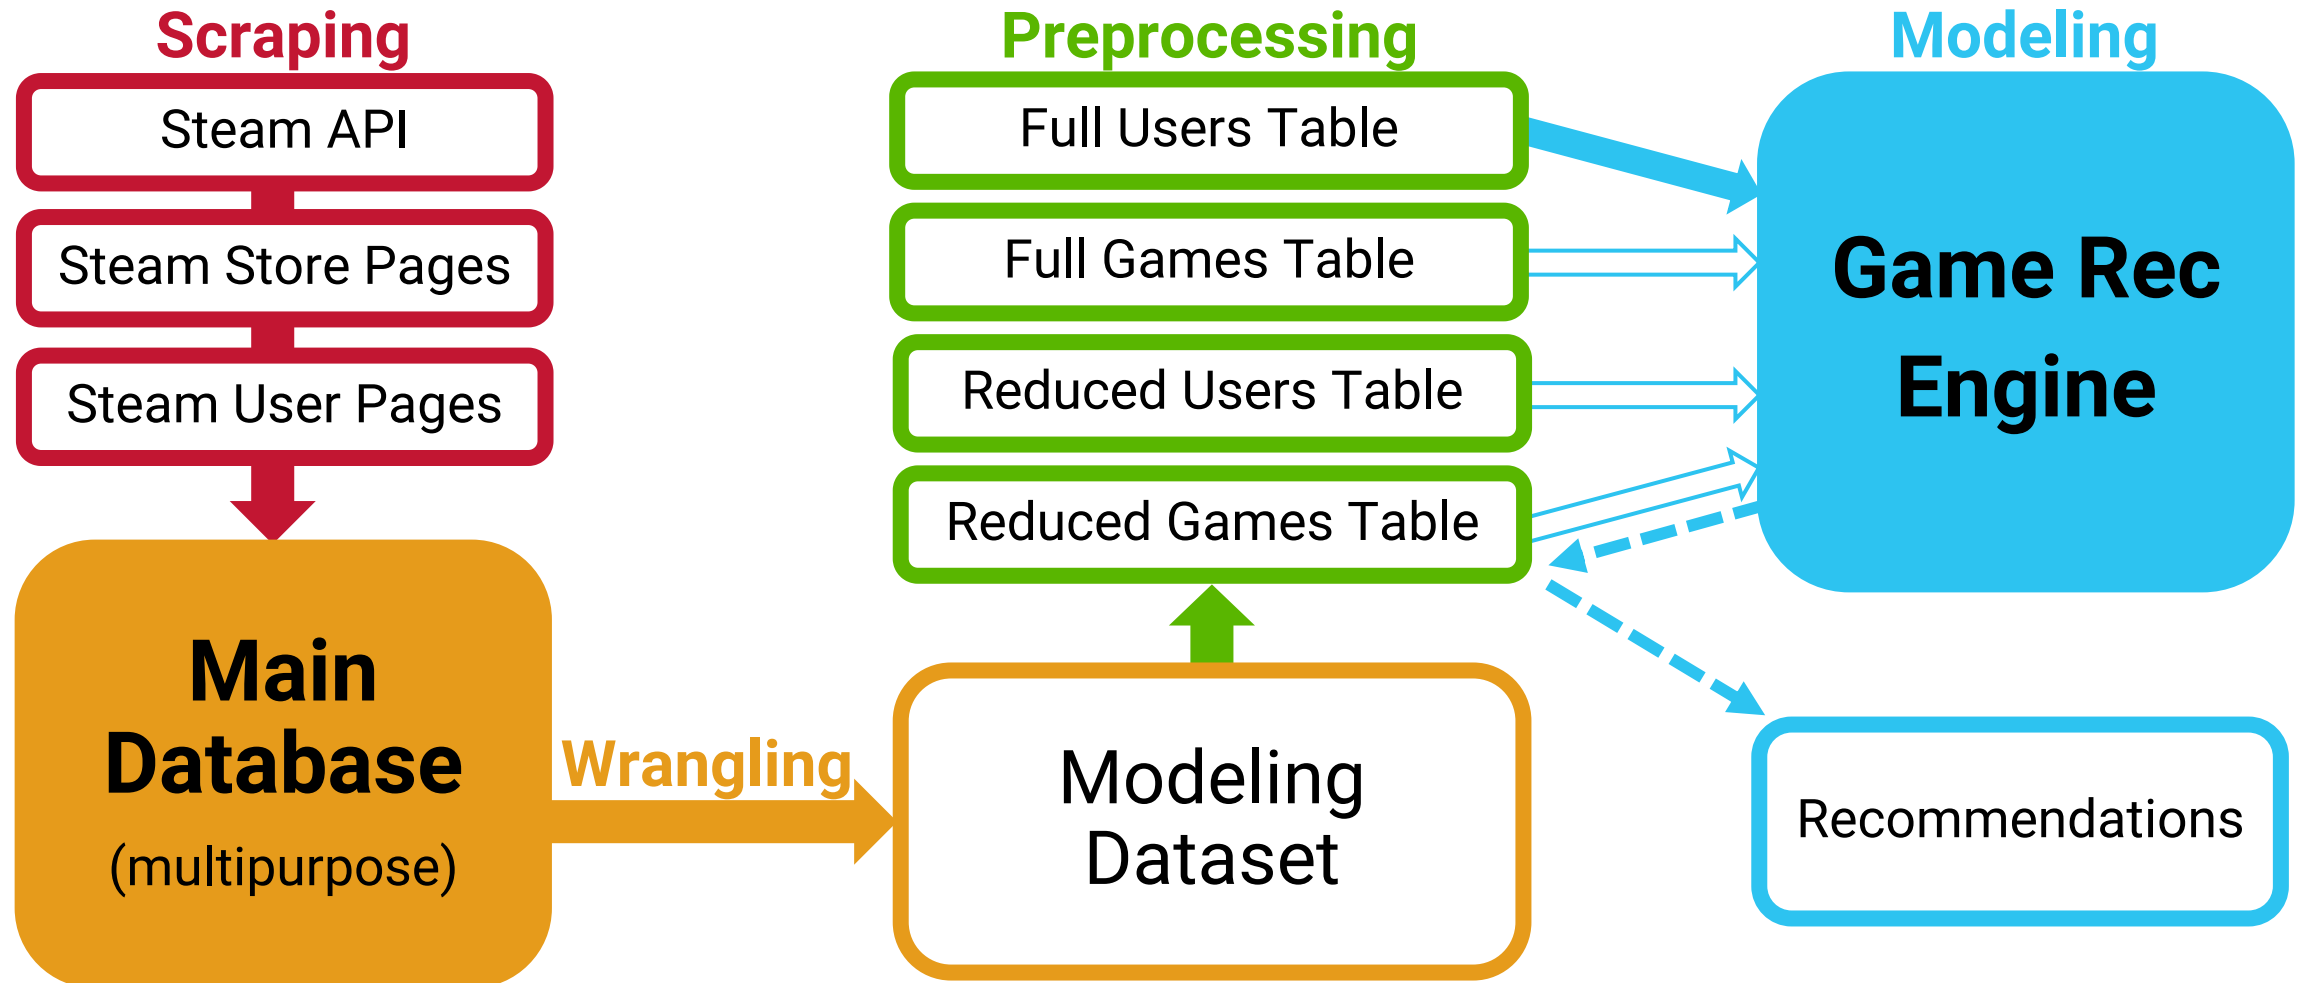 Scraping
Steam API
Steam Store Pages
Steam User Pages
Main
Database
(multipurpose)
Wrangling
Modeling
Dataset
Preprocessing
Full Users Table
Full Games Table
Reduced Users Table
Reduced Games Table
Modeling
Game Rec
Engine
Recommendations